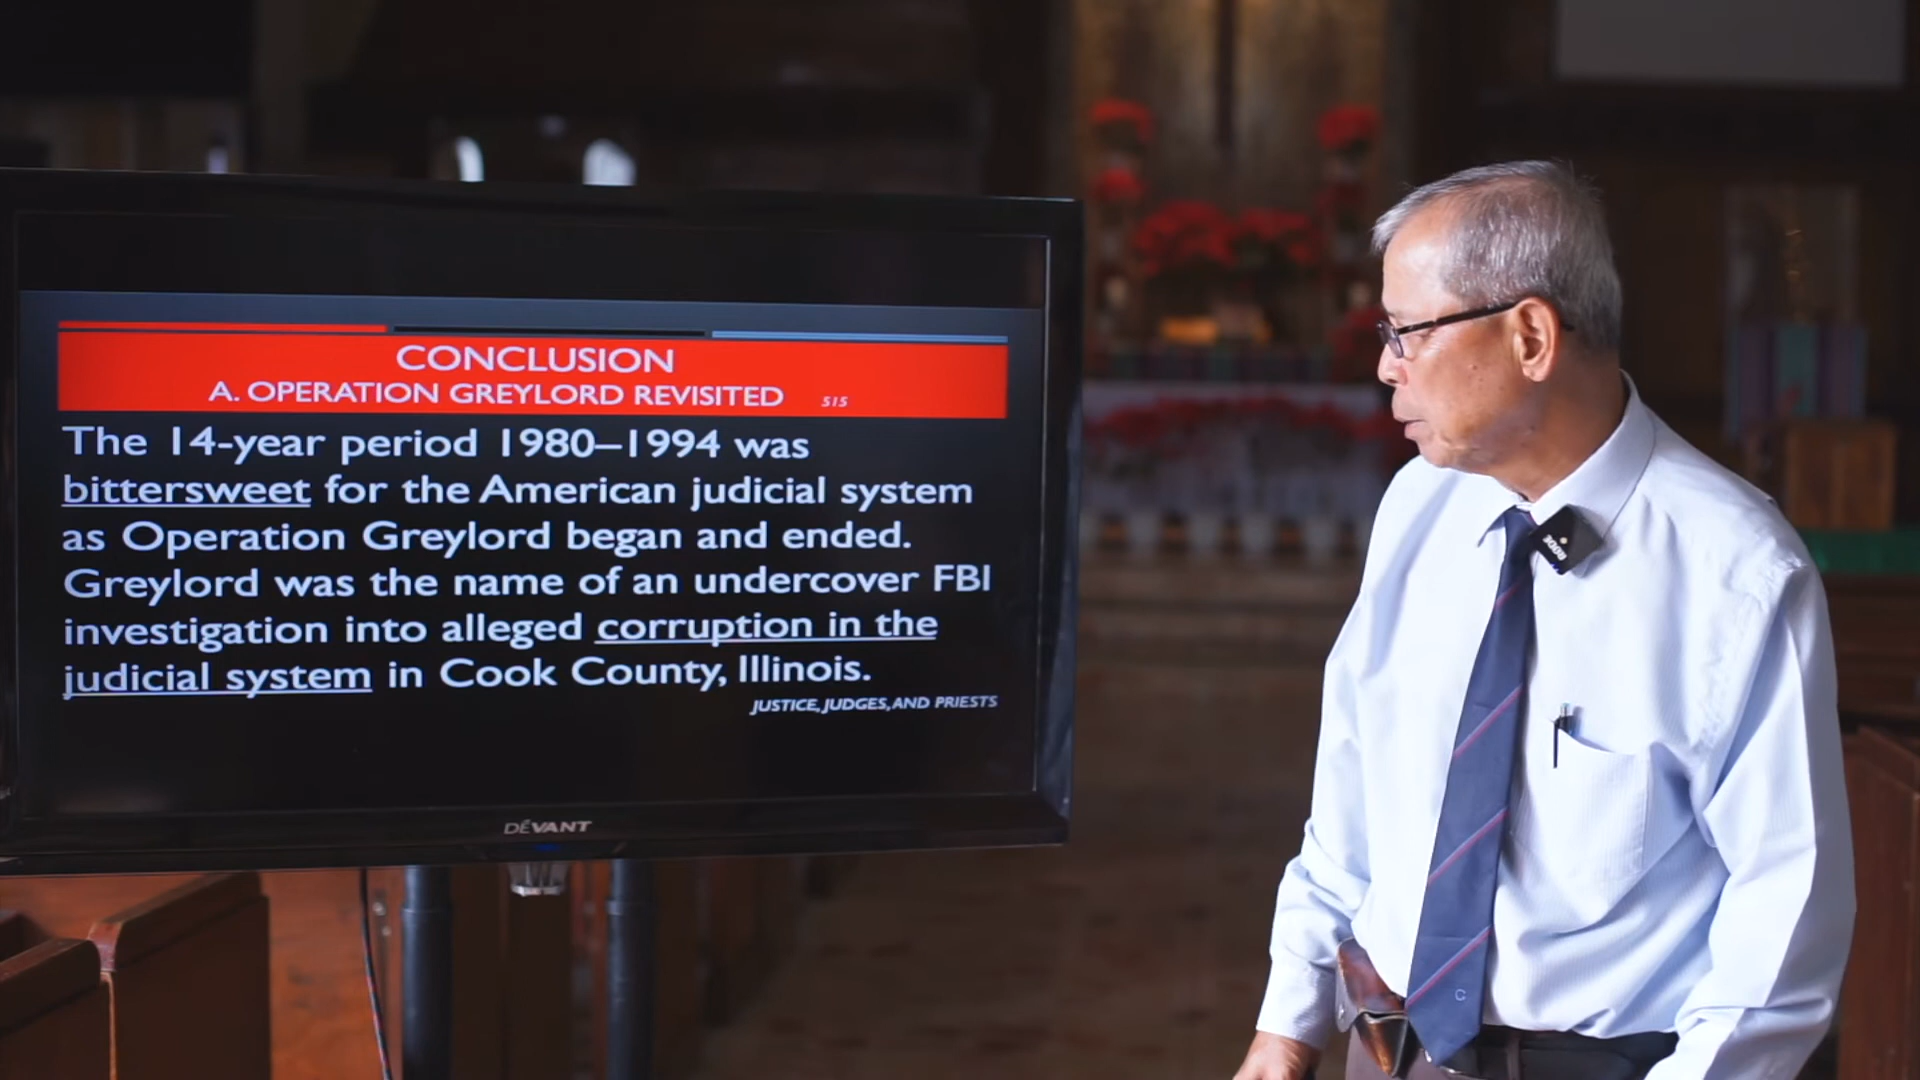 CONCLUSION
A. OPERATION GREYLORD REVISITED 515
The 14-year period 1980–1994 was
bittersweet for the American judicial system
as Operation Greylord began and ended.
Greylord was the name of an undercover FBI
investigation into alleged corruption in the
judicial system in Cook County, Illinois.
JUSTICE, JUDGES, AND PRIESTS
DEVANT
RODE
C